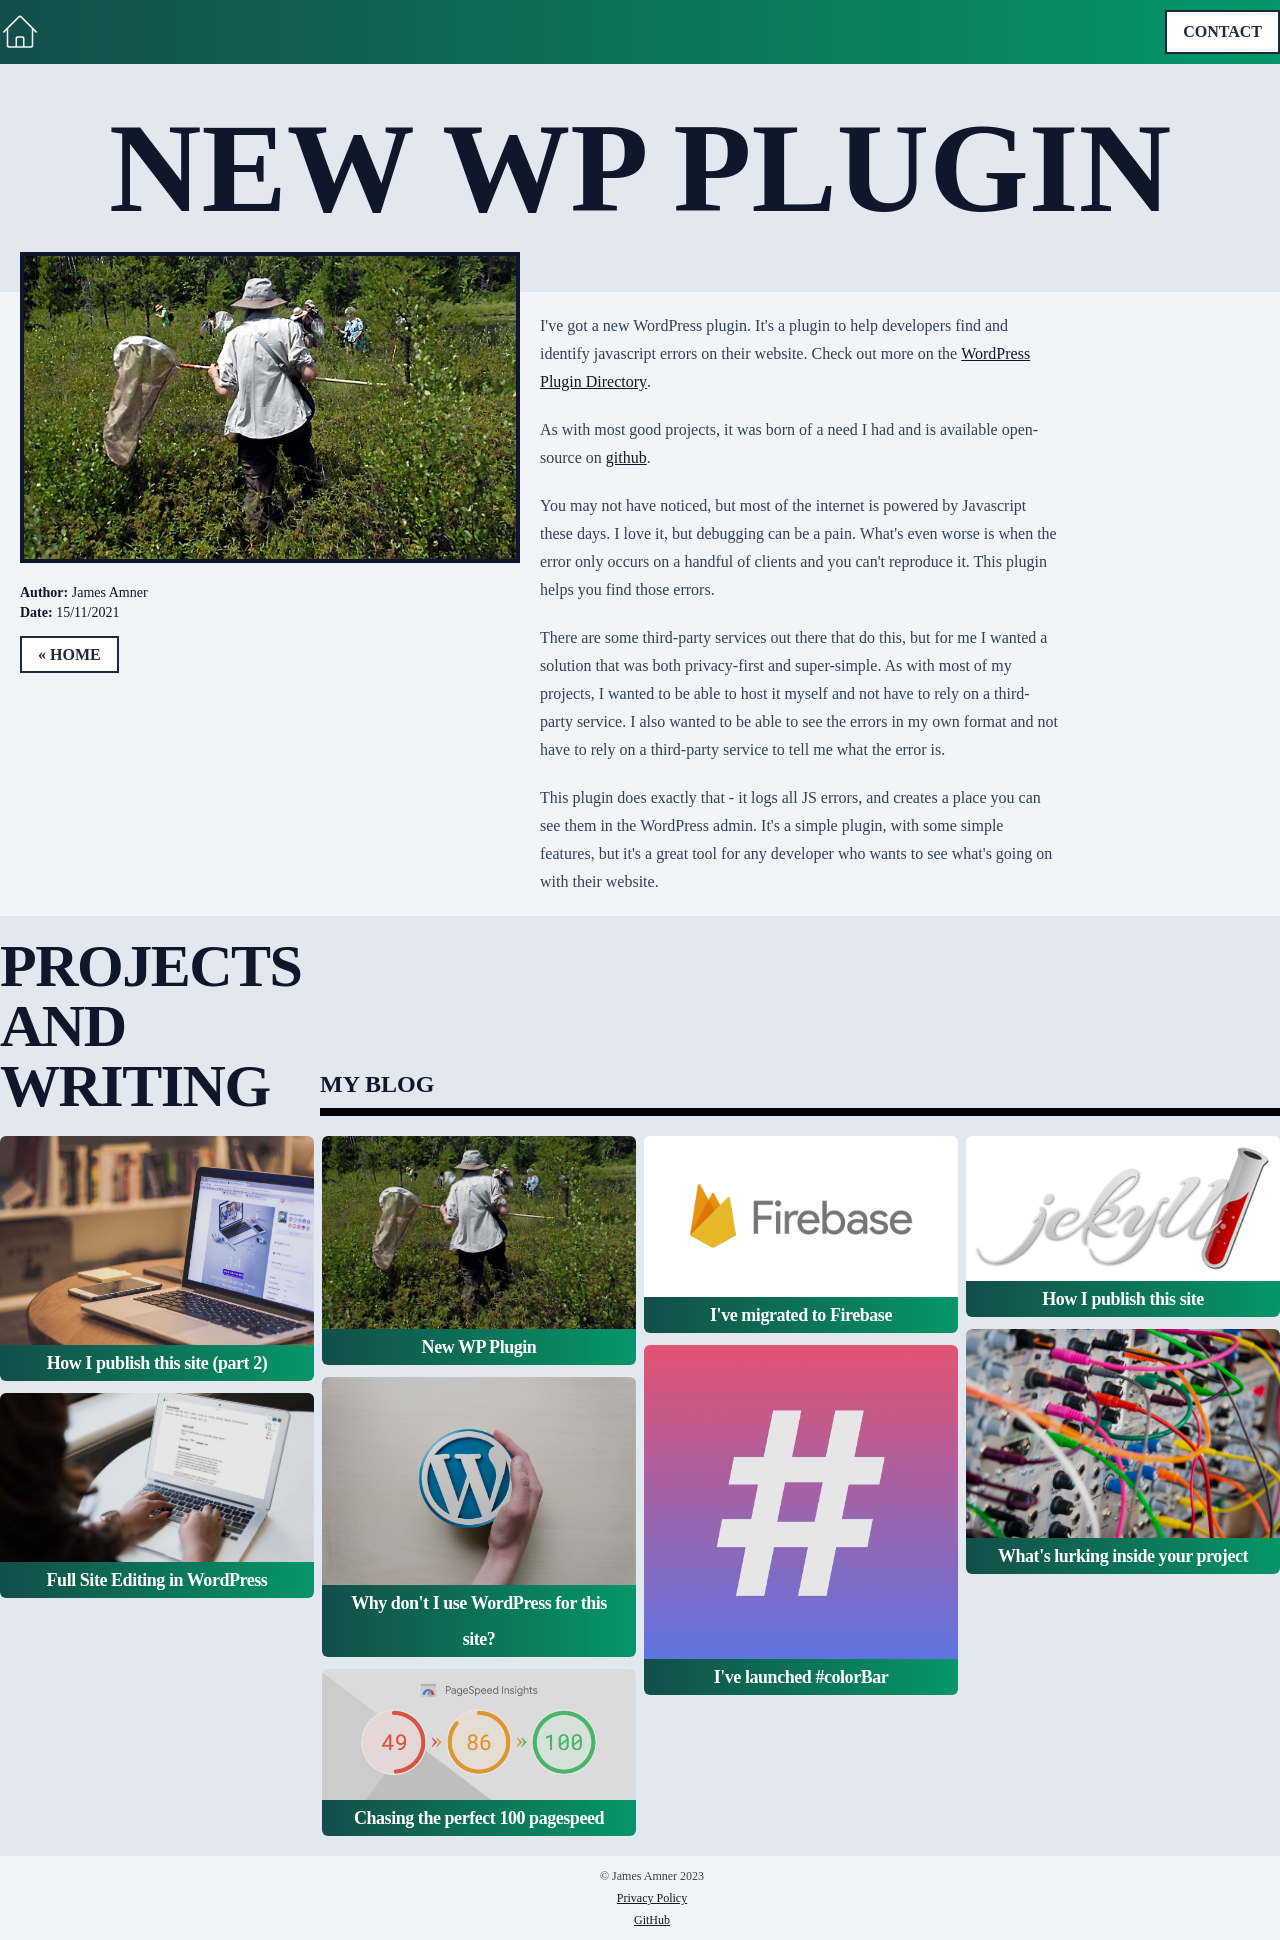 CONTACT
NEW WP PLUGIN
I've got a new WordPress plugin. It's a plugin to help developers find and
identify javascript errors on their website. Check out more on the WordPress
Plugin Directory.
As with most good projects, it was born of a need I had and is available open-
source on github.
You may not have noticed, but most of the internet is powered by Javascript
these days. I love it, but debugging can be a pain. What's even worse is when the
error only occurs on a handful of clients and you can't reproduce it. This plugin
helps you find those errors.
There are some third-party services out there that do this, but for me I wanted a
solution that was both privacy-first and super-simple. As with most of my
projects, I wanted to be able to host it myself and not have to rely on a third-
party service. I also wanted to be able to see the errors in my own format and not
have to rely on a third-party service to tell me what the error is.
This plugin does exactly that - it logs all JS errors, and creates a place you can
see them in the WordPress admin. It's a simple plugin, with some simple
features, but it's a great tool for any developer who wants to see what's going on
with their website.
Author: James Amner
Date: 15/11/2021
« HOME
PROJECTS
AND
WRITING
MY BLOG
How I publish this site (part 2)
Full Site Editing in WordPress
New WP Plugin
W
Why don't I use WordPress for this
site?
PageSpeed Insights
49 » 86 » 100
Chasing the perfect 100 pagespeed
Firebase
I've migrated to Firebase
#
I've launched #colorBar
jekyll
How I publish this site
What's lurking inside your project
© James Amner 2023
Privacy Policy
GitHub